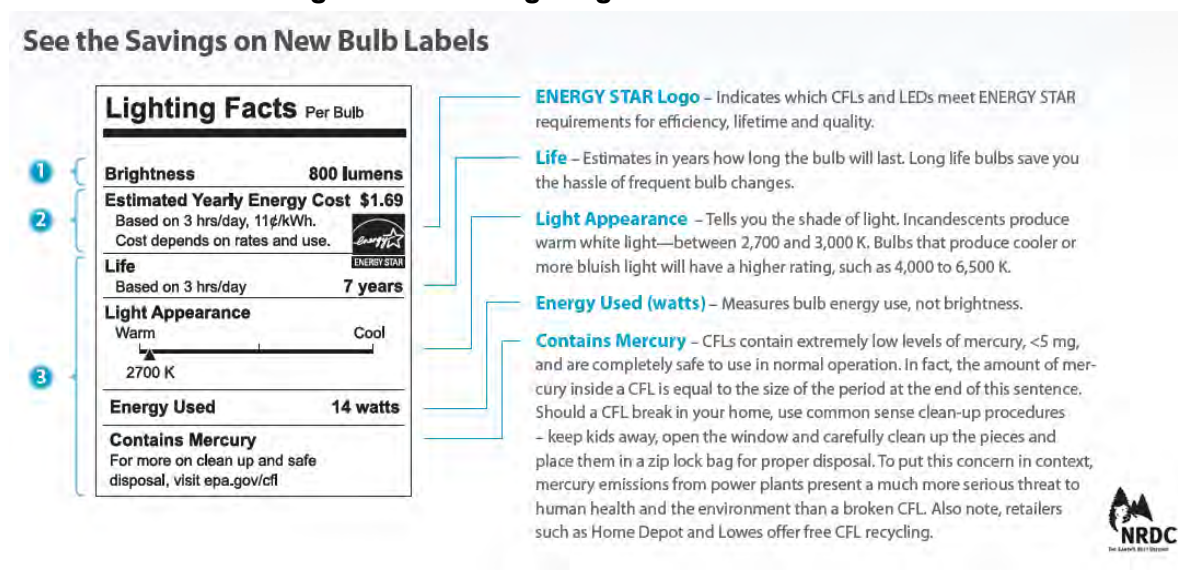 See the Savings on New Bulb Labels
Lighting Facts Per Bulb
1
Brightness 800 lumens
2
Estimated Yearly Energy Cost $1.69
Based on 3 hrs/day, 11¢/kWh.
Cost depends on rates and use.
energy
ENERGY STAR
3
Life
Based on 3 hrs/day 7 years
Light Appearance
Warm Cool
2700 K
Energy Used 14 watts
Contains Mercury
For more on clean up and safe
disposal, visit epa.gov/cfl
ENERGY STAR Logo – Indicates which CFLs and LEDs meet ENERGY STAR
requirements for efficiency, lifetime and quality.
Life – Estimates in years how long the bulb will last. Long life bulbs save you
the hassle of frequent bulb changes.
Light Appearance – Tells you the shade of light. Incandescents produce
warm white light—between 2,700 and 3,000 K. Bulbs that produce cooler or
more bluish light will have a higher rating, such as 4,000 to 6,500 K.
Energy Used (watts) – Measures bulb energy use, not brightness.
Contains Mercury – CFLs contain extremely low levels of mercury, <5 mg,
and are completely safe to use in normal operation. In fact, the amount of mer-
cury inside a CFL is equal to the size of the period at the end of this sentence.
Should a CFL break in your home, use common sense clean-up procedures
– keep kids away, open the window and carefully clean up the pieces and
place them in a zip lock bag for proper disposal. To put this concern in context,
mercury emissions from power plants present a much more serious threat to
human health and the environment than a broken CFL. Also note, retailers
such as Home Depot and Lowes offer free CFL recycling.
NRDC